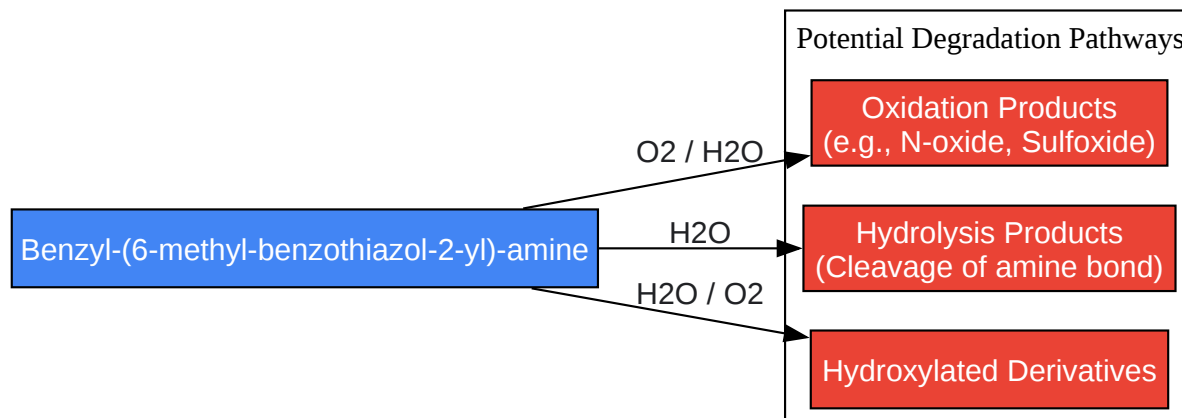 Potential Degradation Pathways
Oxidation Products
(e.g., N-oxide, Sulfoxide)
O2 / H2O
Benzyl-(6-methyl-benzothiazol-2-yl)-amine
H2O
Hydrolysis Products
(Cleavage of amine bond)
H2O / O2
Hydroxylated Derivatives